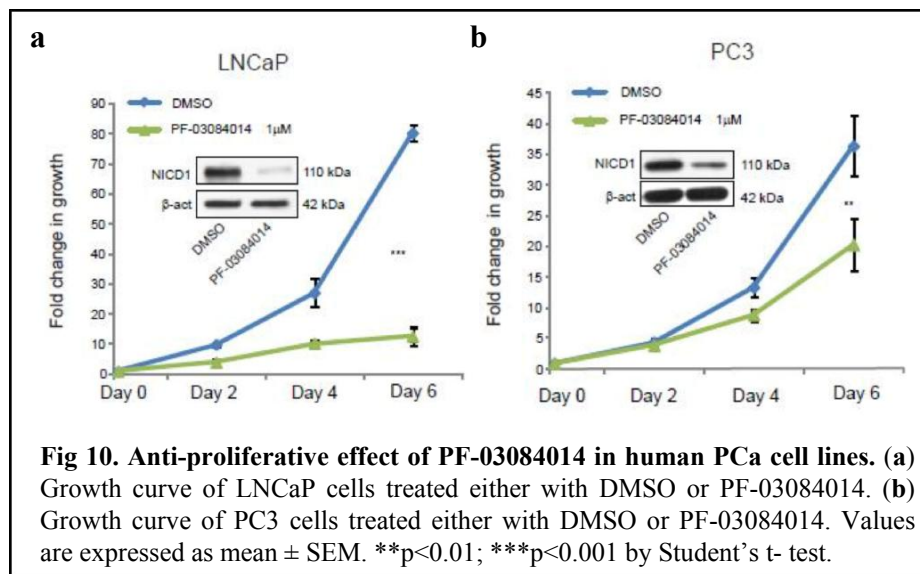 a
LNCaP
DMSO
PF-03084014 1µM
Fold change in growth
90
80
70
60
50
40
30
20
10
0
NICD1
110 kDa
β-act
42 kDa
DMSO
PF-03084014
***
Day 0 Day 2 Day 4 Day 6
b
PC3
DMSO
PF-03084014 1µM
Fold change in growth
45
40
35
30
25
20
15
10
5
0
NICD1
110 kDa
β-act
42 kDa
DMSO
PF-03084014
**
Day 0 Day 2 Day 4 Day 6
Fig 10. Anti-proliferative effect of PF-03084014 in human PCa cell lines. (a)
Growth curve of LNCaP cells treated either with DMSO or PF-03084014. (b)
Growth curve of PC3 cells treated either with DMSO or PF-03084014. Values
are expressed as mean ± SEM. **p<0.01; ***p<0.001 by Student’s t- test.